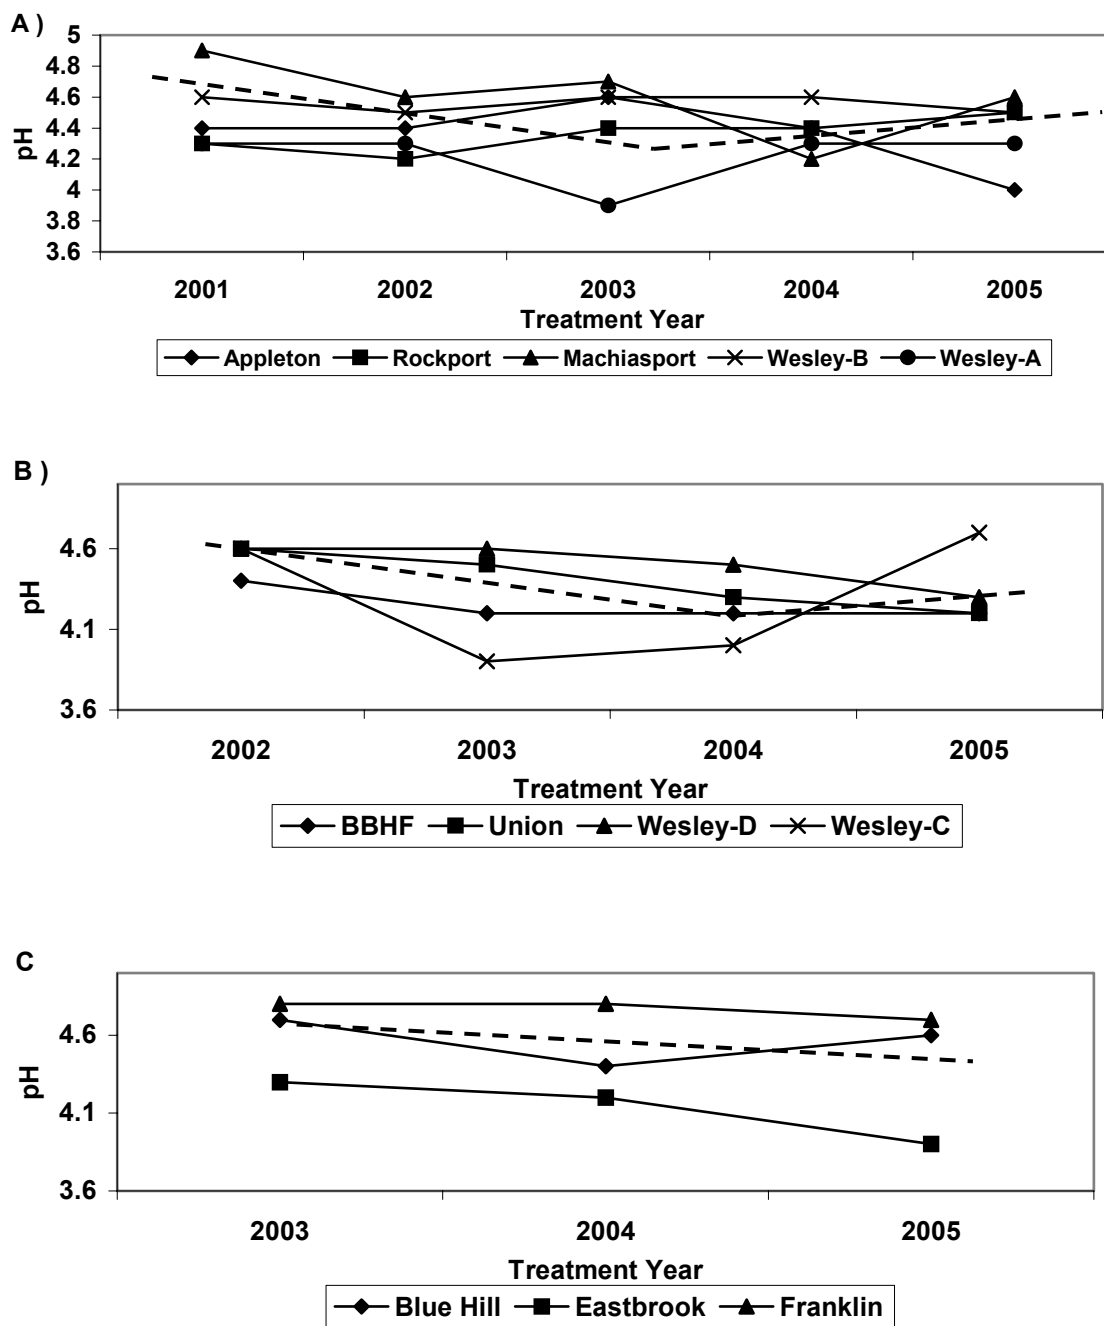 A )
5
4.8
4.6
4.4
4.2
4
3.8
3.6
pH
2001 2002 2003 2004 2005
Treatment Year
Appleton Rockport Machiasport Wesley-B Wesley-A
B )
4.6
4.1
3.6
pH
2002 2003 2004 2005
Treatment Year
BBHF Union Wesley-D Wesley-C
C
4.6
4.1
3.6
pH
2003 2004 2005
Treatment Year
Blue Hill Eastbrook Franklin